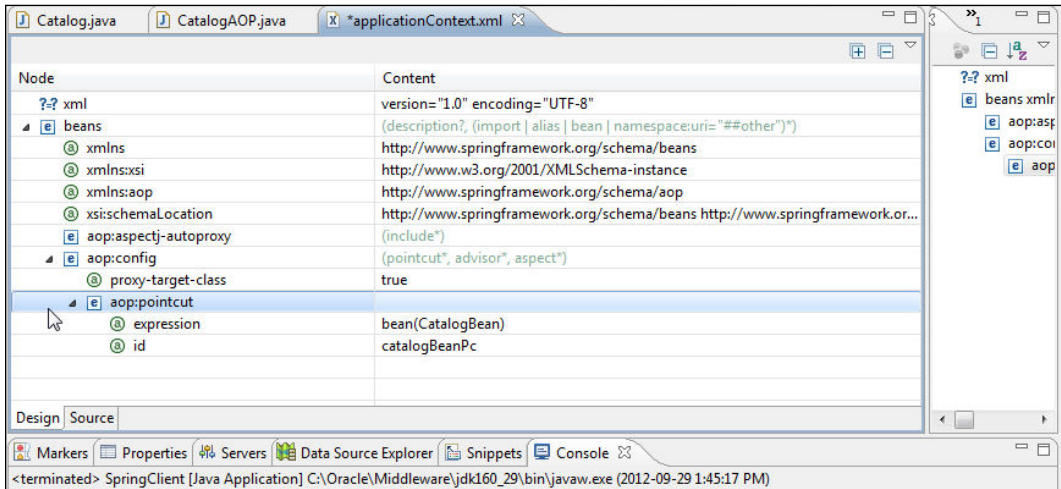 Catalog.java CatalogAOP.java *applicationContext.xml »1
Node Content
?=? xml version="1.0" encoding="UTF-8"
e beans (description?, (import | alias | bean | namespace:uri="##other")*)
a xmlns http://www.springframework.org/schema/beans
a xmlns:xsi http://www.w3.org/2001/XMLSchema-instance
a xmlns:aop http://www.springframework.org/schema/aop
a xsi:schemaLocation http://www.springframework.org/schema/beans http://www.springframework.or...
e aop:aspectj-autoproxy (include*)
e aop:config (pointcut*, advisor*, aspect*)
a proxy-target-class true
e aop:pointcut
a expression bean(CatalogBean)
a id catalogBeanPc
Design Source
?=? xml
e beans xmlr
e aop:asp
e aop:con
e aop
Markers Properties Servers Data Source Explorer Snippets Console
<terminated> SpringClient [Java Application] C:\Oracle\Middleware\jdk160_29\bin\javaw.exe (2012-09-29 1:45:17 PM)